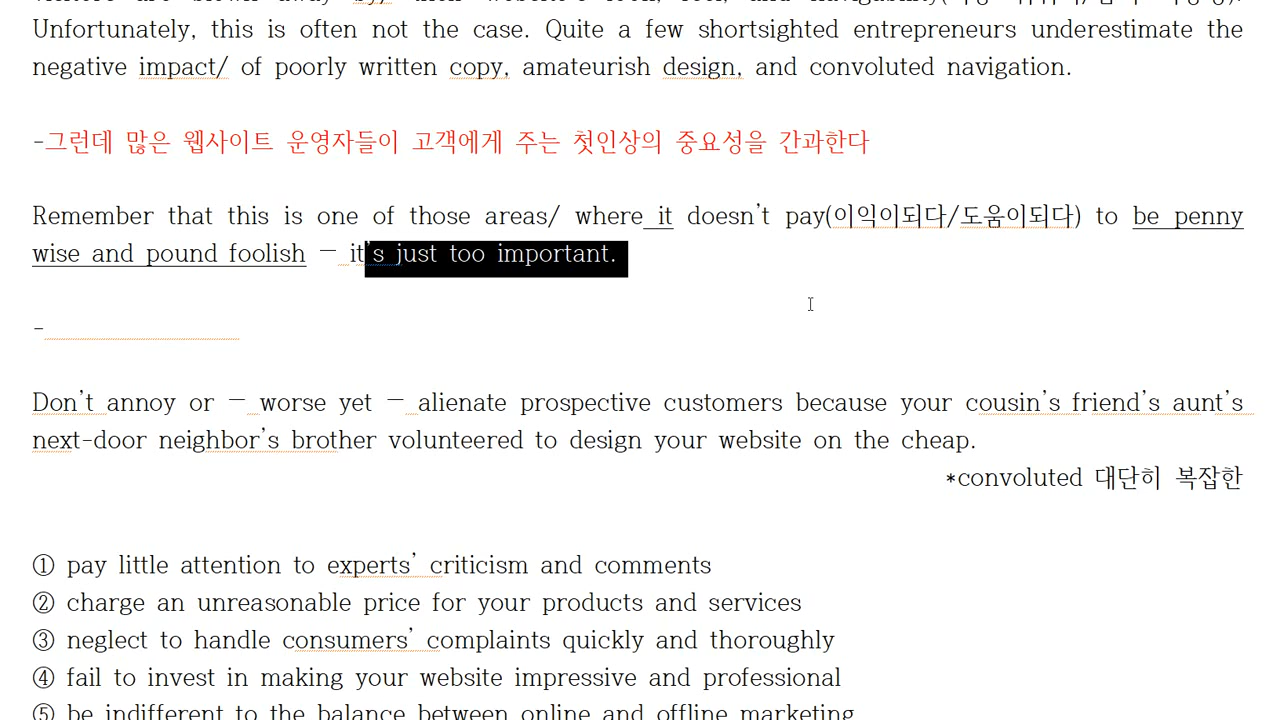 Unfortunately, this is often not the case. Quite a few shortsighted entrepreneurs underestimate the
negative impact/ of poorly written copy, amateurish design, and convoluted navigation.
-그런데 많은 웹사이트 운영자들이 고객에게 주는 첫인상의 중요성을 간과한다
Remember that this is one of those areas/ where it doesn't pay(이익이되다/도움이되다) to be penny
wise and pound foolish — it's just too important.
-
Don't annoy or — worse yet — alienate prospective customers because your cousin's friend's aunt's
next-door neighbor's brother volunteered to design your website on the cheap.
*convoluted 대단히 복잡한
① pay little attention to experts' criticism and comments
② charge an unreasonable price for your products and services
③ neglect to handle consumers' complaints quickly and thoroughly
④ fail to invest in making your website impressive and professional
⑤ be indifferent to the balance between online and offline marketing